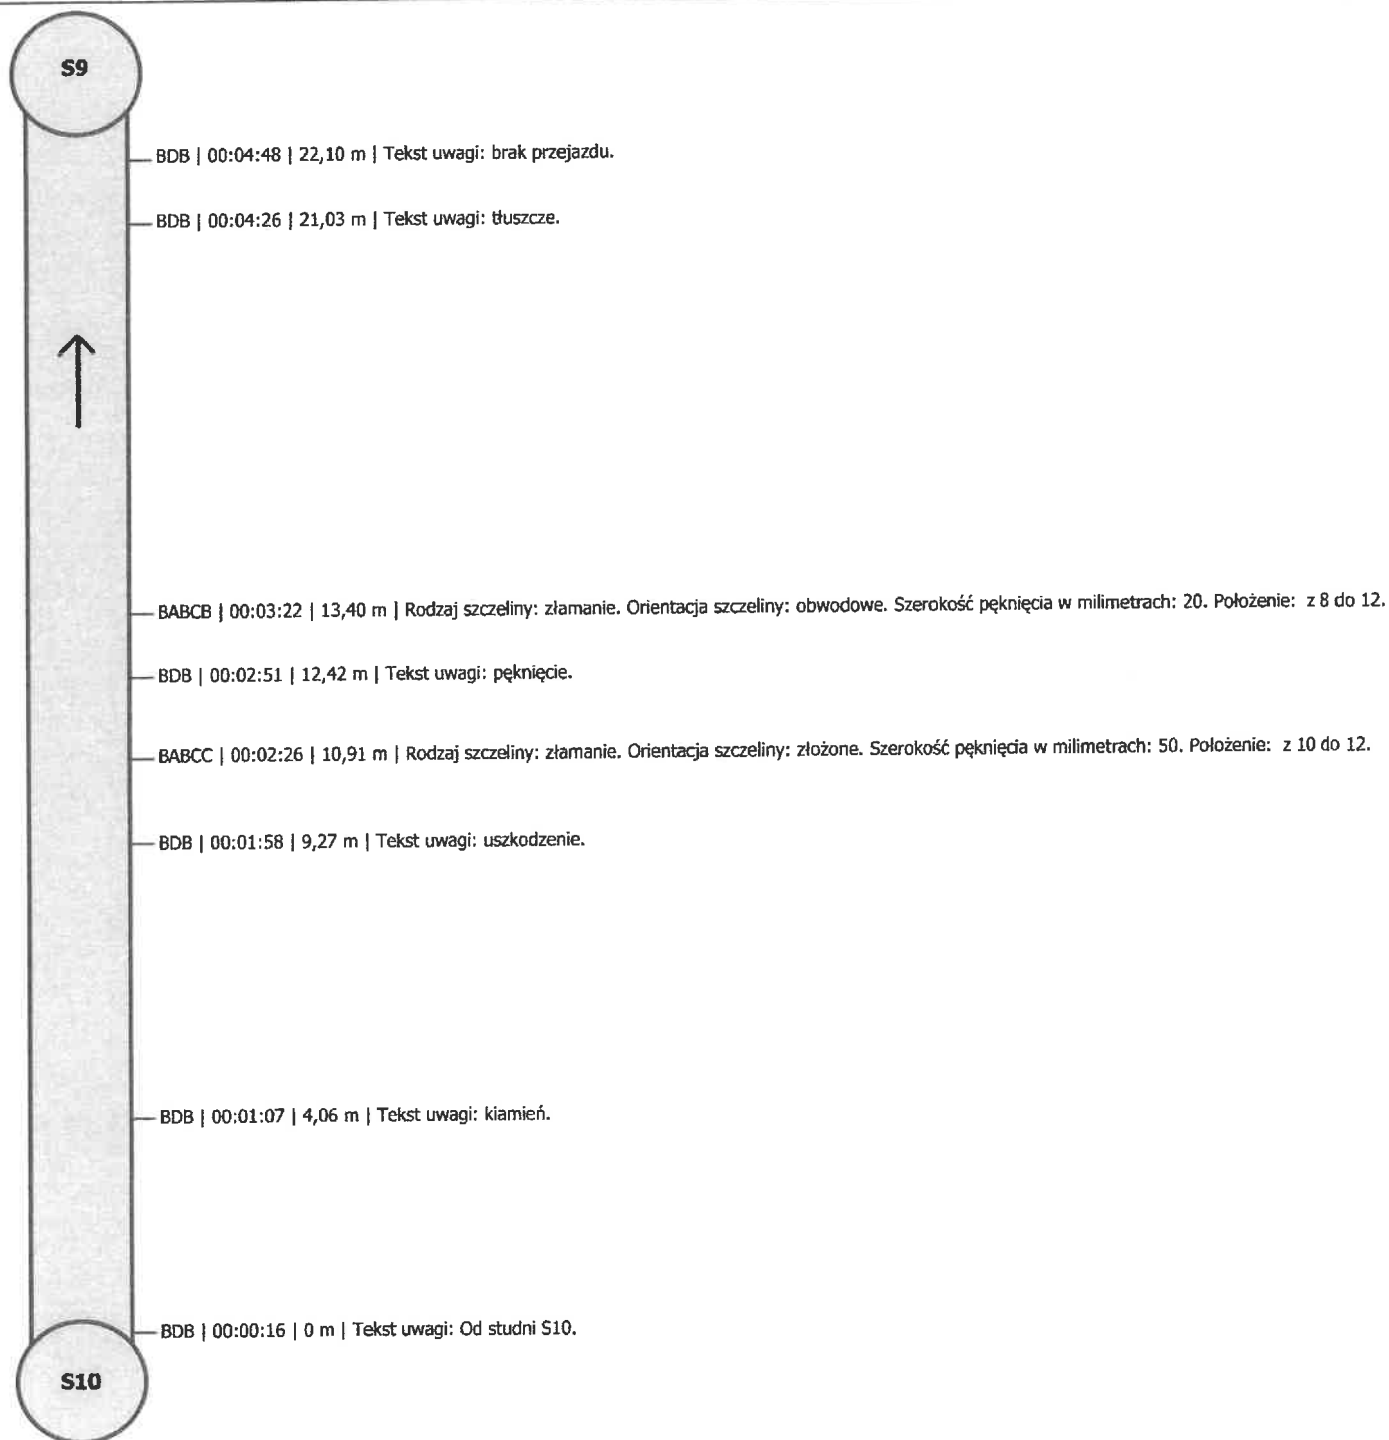 S9
BDB | 00:04:48 | 22,10 m | Tekst uwagi: brak przejazdu.
BDB | 00:04:26 | 21,03 m | Tekst uwagi: tłuszcze.
BABCB | 00:03:22 | 13,40 m | Rodzaj szczeliny: złamanie. Orientacja szczeliny: obwodowe. Szerokość pęknięcia w milimetrach: 20. Położenie: z 8 do 12.
BDB | 00:02:51 | 12,42 m | Tekst uwagi: pęknięcie.
BABCC | 00:02:26 | 10,91 m | Rodzaj szczeliny: złamanie. Orientacja szczeliny: złożone. Szerokość pęknięcia w milimetrach: 50. Położenie: z 10 do 12.
BDB | 00:01:58 | 9,27 m | Tekst uwagi: uszkodzenie.
BDB | 00:01:07 | 4,06 m | Tekst uwagi: kiamień.
BDB | 00:00:16 | 0 m | Tekst uwagi: Od studni S10.
S10